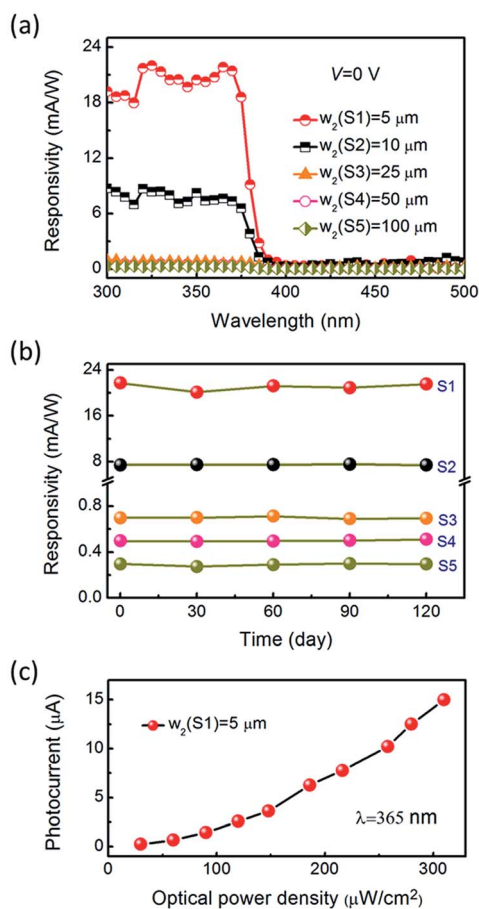 (a)
24
18
12
6
0
Responsivity (mA/W)
V=0 V
w₂(S1)=5 μm
w₂(S2)=10 μm
w₂(S3)=25 μm
w₂(S4)=50 μm
w₂(S5)=100 μm
300 350 400 450 500
Wavelength (nm)
(b)
24
16
8
0.8
0.4
0.0
Responsivity (mA/W)
S1
S2
S3
S4
S5
0 30 60 90 120
Time (day)
(c)
15
10
5
0
Photocurrent (μA)
w₂(S1)=5 μm
λ=365 nm
0 100 200 300
Optical power density (μW/cm²)